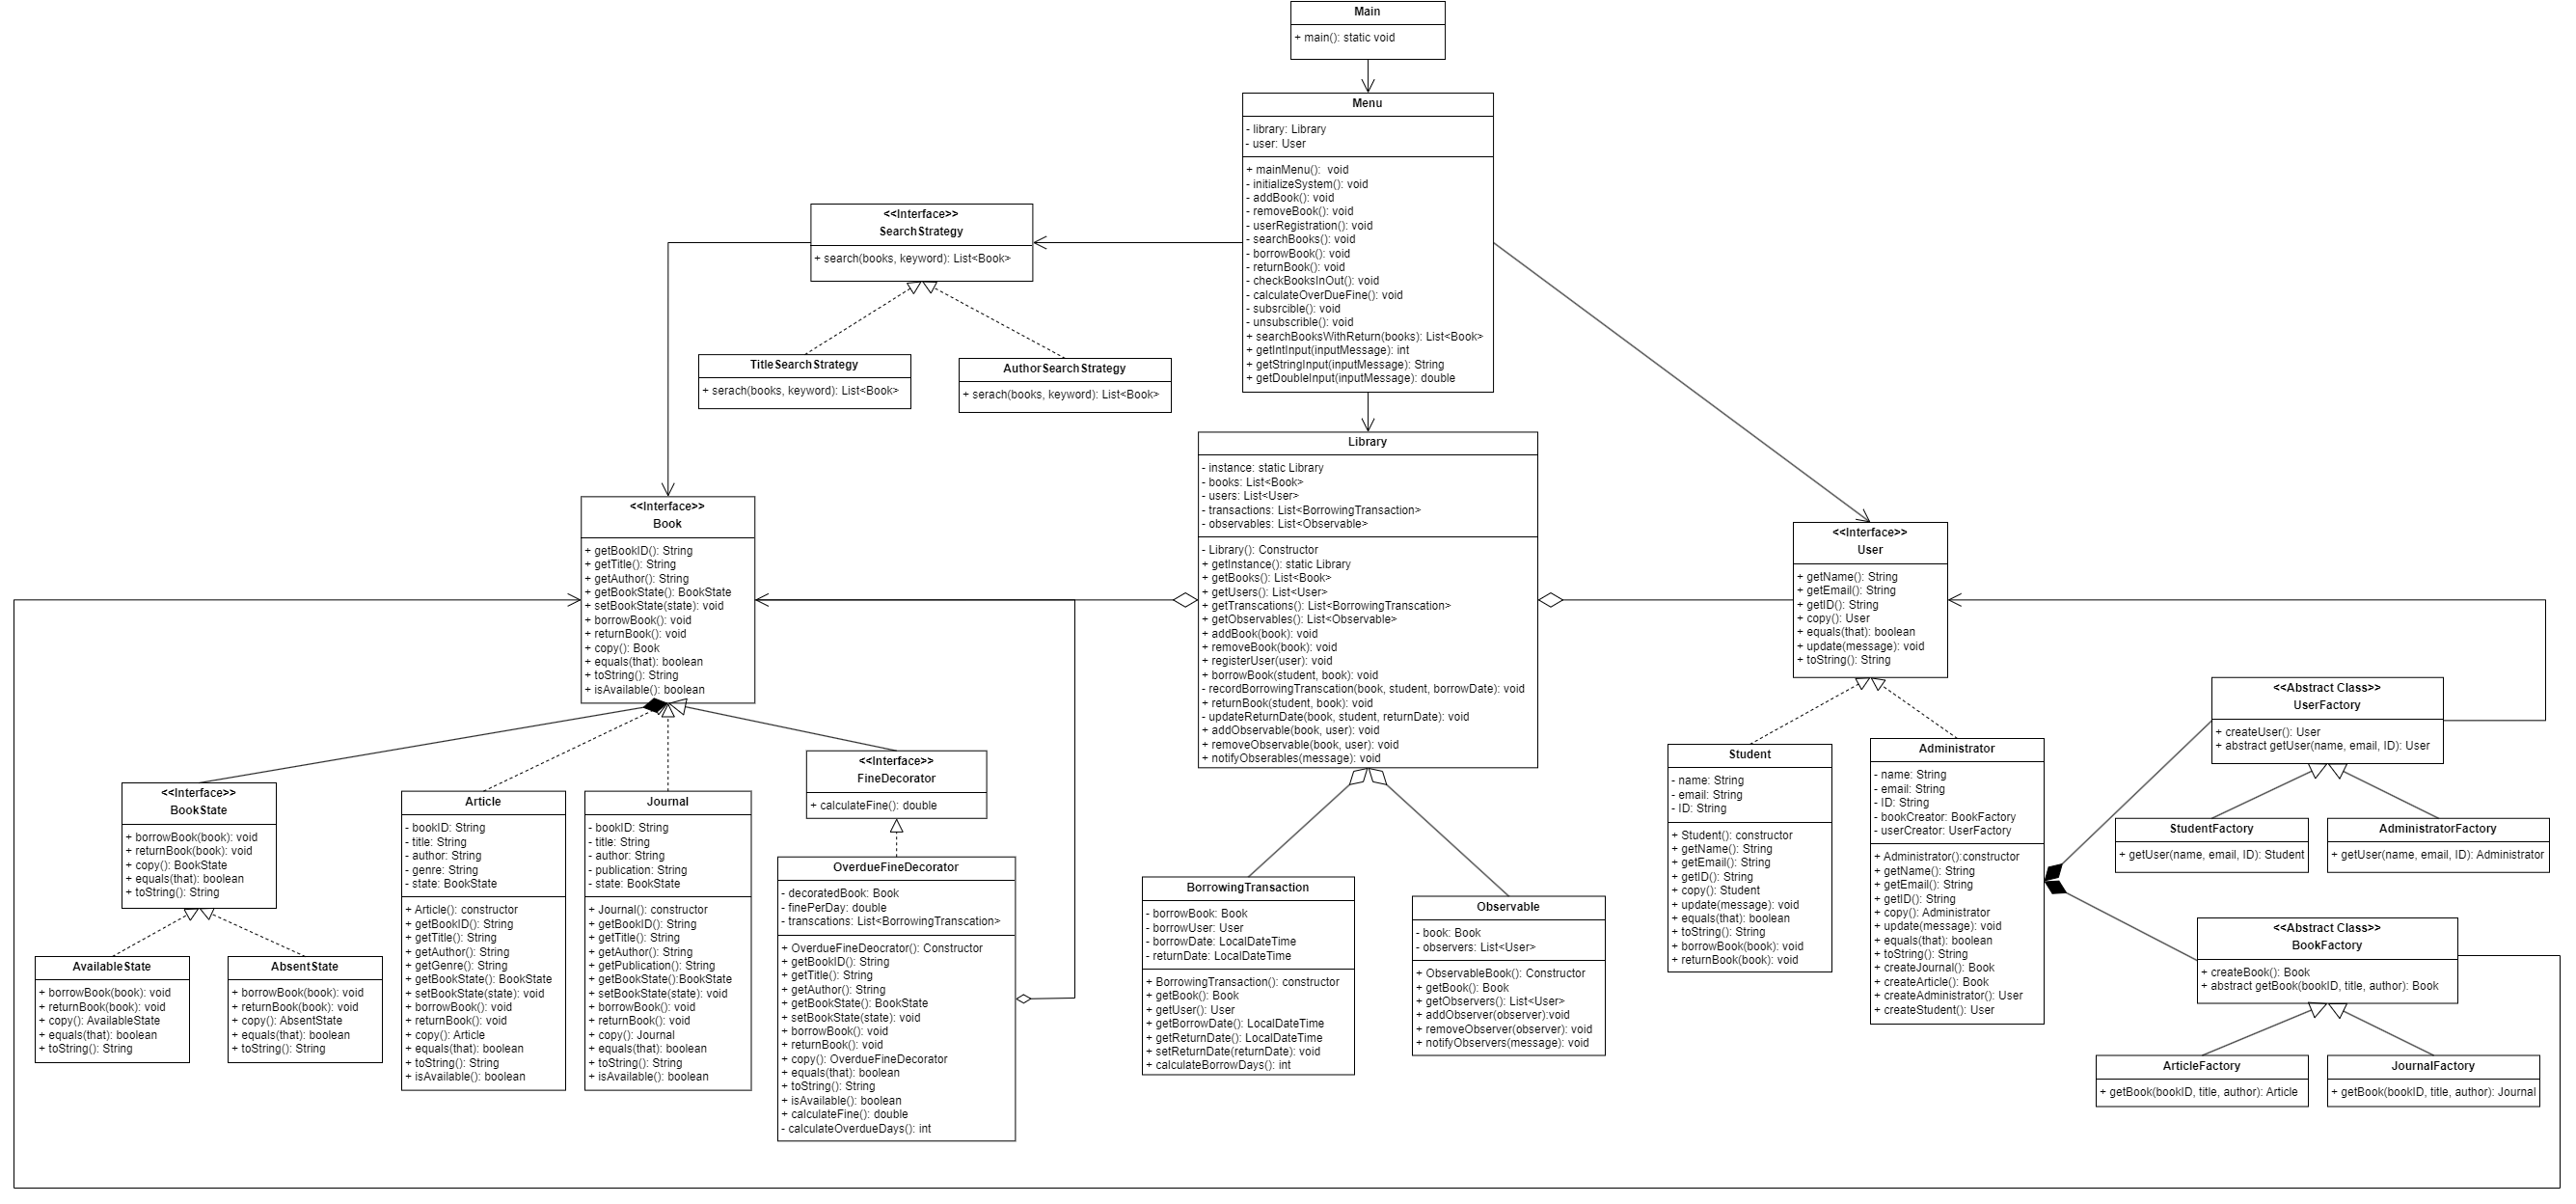 Main
+ main(): static void
Menu
- library: Library
- user: User
+ mainMenu():  void
- initializeSystem(): void
- addBook(): void
- removeBook(): void
- userRegistration(): void
- searchBooks(): void
- borrowBook(): void
- returnBook(): void
- checkBooksInOut(): void
- calculateOverDueFine(): void
- subsrcible(): void
- unsubscrible(): void
+ searchBooksWithReturn(books): List<Book>
+ getIntInput(inputMessage): int
+ getStringInput(inputMessage): String
+ getDoubleInput(inputMessage): double
<<Interface>>
SearchStrategy
+ search(books, keyword): List<Book>
TitleSearchStrategy
+ serach(books, keyword): List<Book>
AuthorSearchStrategy
+ serach(books, keyword): List<Book>
Library
- instance: static Library
- books: List<Book>
- users: List<User>
- transactions: List<BorrowingTransaction>
- observables: List<Observable>
- Library(): Constructor
+ getInstance(): static Library
+ getBooks(): List<Book>
+ getUsers(): List<User>
+ getTranscations(): List<BorrowingTranscation>
+ getObservables(): List<Observable>
+ addBook(book): void
+ removeBook(book): void
+ registerUser(user): void
+ borrowBook(student, book): void
- recordBorrowingTranscation(book, student, borrowDate): void
+ returnBook(student, book): void
- updateReturnDate(book, student, returnDate): void
+ addObservable(book, user): void
+ removeObservable(book, user): void
+ notifyObserables(message): void
<<Interface>>
Book
+ getBookID(): String
+ getTitle(): String
+ getAuthor(): String
+ getBookState(): BookState
+ setBookState(state): void
+ borrowBook(): void
+ returnBook(): void
+ copy(): Book
+ equals(that): boolean
+ toString(): String
+ isAvailable(): boolean
<<Interface>>
User
+ getName(): String
+ getEmail(): String
+ getID(): String
+ copy(): User
+ equals(that): boolean
+ update(message): void
+ toString(): String
<<Interface>>
BookState
+ borrowBook(book): void
+ returnBook(book): void
+ copy(): BookState
+ equals(that): boolean
+ toString(): String
AvailableState
+ borrowBook(book): void
+ returnBook(book): void
+ copy(): AvailableState
+ equals(that): boolean
+ toString(): String
AbsentState
+ borrowBook(book): void
+ returnBook(book): void
+ copy(): AbsentState
+ equals(that): boolean
+ toString(): String
Article
- bookID: String
- title: String
- author: String
- genre: String
- state: BookState
+ Article(): constructor
+ getBookID(): String
+ getTitle(): String
+ getAuthor(): String
+ getGenre(): String
+ getBookState(): BookState
+ setBookState(state): void
+ borrowBook(): void
+ returnBook(): void
+ copy(): Article
+ equals(that): boolean
+ toString(): String
+ isAvailable(): boolean
Journal
- bookID: String
- title: String
- author: String
- publication: String
- state: BookState
+ Journal(): constructor
+ getBookID(): String
+ getTitle(): String
+ getAuthor(): String
+ getPublication(): String
+ getBookState():BookState
+ setBookState(state): void
+ borrowBook(): void
+ returnBook(): void
+ copy(): Journal
+ equals(that): boolean
+ toString(): String
+ isAvailable(): boolean
<<Interface>>
FineDecorator
+ calculateFine(): double
OverdueFineDecorator
- decoratedBook: Book
- finePerDay: double
- transcations: List<BorrowingTranscation>
+ OverdueFineDeocrator(): Constructor
+ getBookID(): String
+ getTitle(): String
+ getAuthor(): String
+ getBookState(): BookState
+ setBookState(state): void
+ borrowBook(): void
+ returnBook(): void
+ copy(): OverdueFineDecorator
+ equals(that): boolean
+ toString(): String
+ isAvailable(): boolean
+ calculateFine(): double
- calculateOverdueDays(): int
BorrowingTransaction
- borrowBook: Book
- borrowUser: User
- borrowDate: LocalDateTime
- returnDate: LocalDateTime
+ BorrowingTransaction(): constructor
+ getBook(): Book
+ getUser(): User
+ getBorrowDate(): LocalDateTime
+ getReturnDate(): LocalDateTime
+ setReturnDate(returnDate): void
+ calculateBorrowDays(): int
Observable
- book: Book
- observers: List<User>
+ ObservableBook(): Constructor
+ getBook(): Book
+ getObservers(): List<User>
+ addObserver(observer):void
+ removeObserver(observer): void
+ notifyObservers(message): void
Student
- name: String
- email: String
- ID: String
+ Student(): constructor
+ getName(): String
+ getEmail(): String
+ getID(): String
+ copy(): Student
+ update(message): void
+ equals(that): boolean
+ toString(): String
+ borrowBook(book): void
+ returnBook(book): void
Administrator
- name: String
- email: String
- ID: String
- bookCreator: BookFactory
- userCreator: UserFactory
+ Administrator():constructor
+ getName(): String
+ getEmail(): String
+ getID(): String
+ copy(): Administrator
+ update(message): void
+ equals(that): boolean
+ toString(): String
+ createJournal(): Book
+ createArticle(): Book
+ createAdministrator(): User
+ createStudent(): User
<<Abstract Class>>
UserFactory
+ createUser(): User
+ abstract getUser(name, email, ID): User
StudentFactory
+ getUser(name, email, ID): Student
AdministratorFactory
+ getUser(name, email, ID): Administrator
<<Abstract Class>>
BookFactory
+ createBook(): Book
+ abstract getBook(bookID, title, author): Book
ArticleFactory
+ getBook(bookID, title, author): Article
JournalFactory
+ getBook(bookID, title, author): Journal